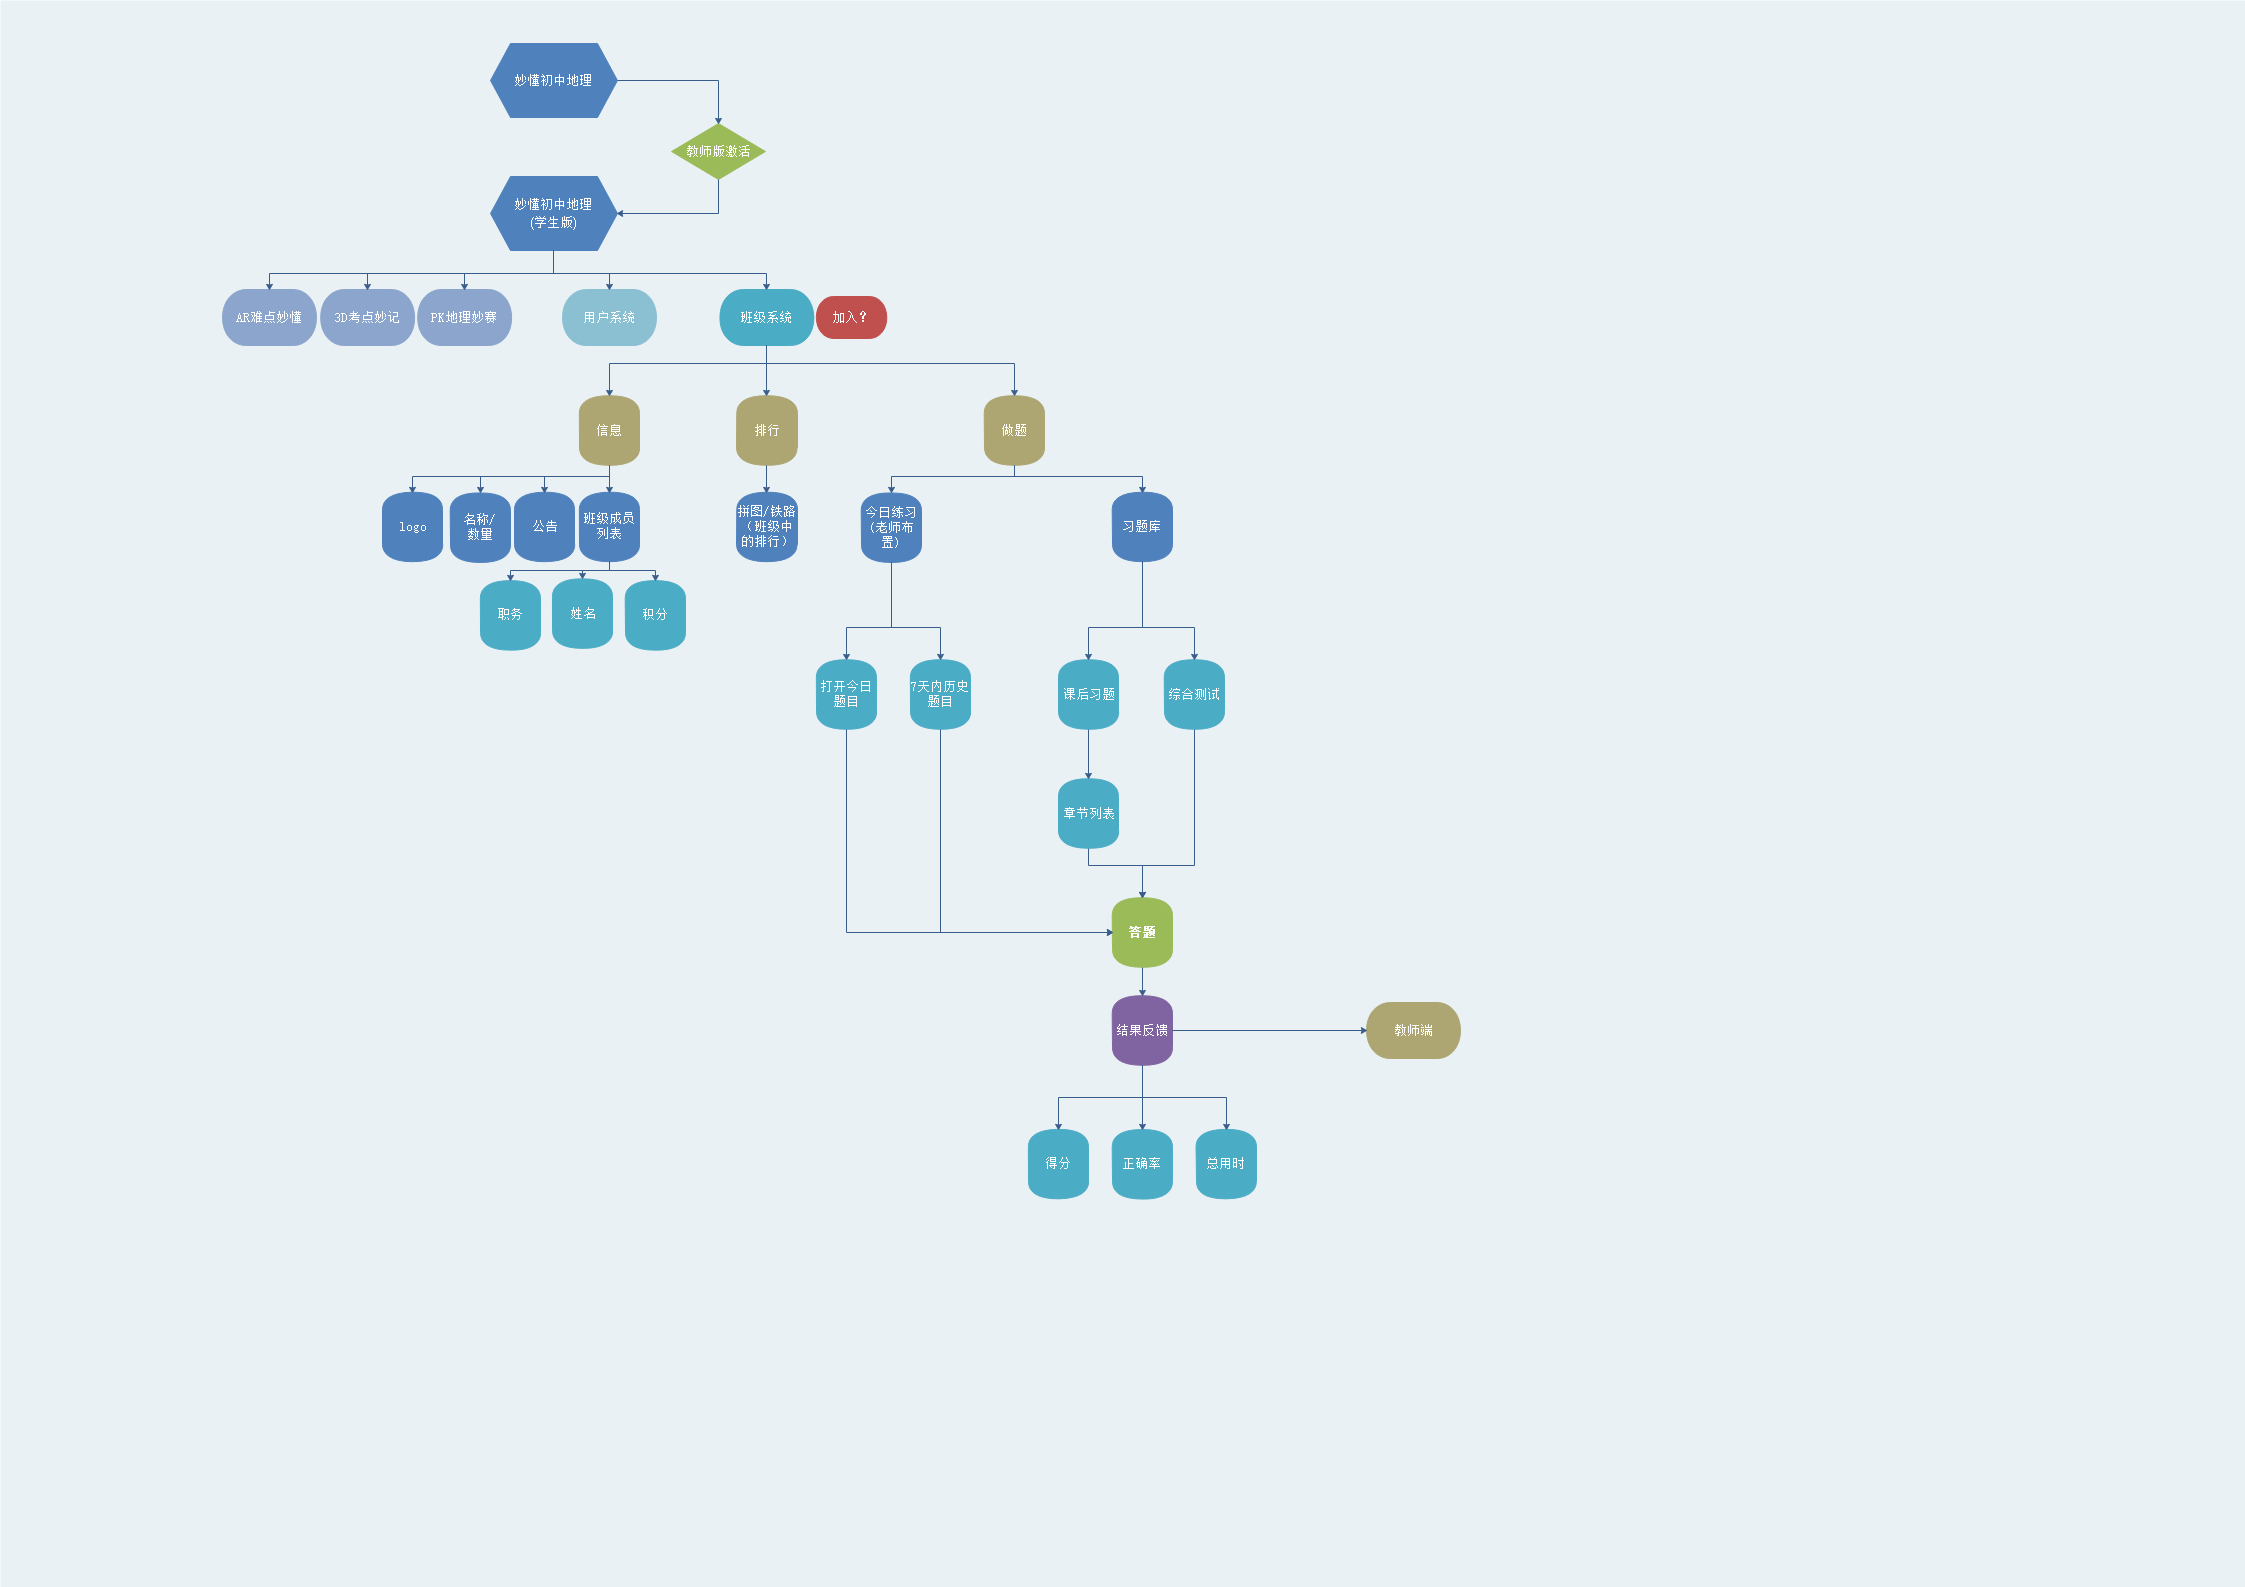 妙懂初中地理
教师版激活
妙懂初中地理
(学生版)
AR难点妙懂
3D考点妙记
PK地理妙赛
用户系统
班级系统
加入?
信息
排行
做题
logo
名称/
数量
公告
班级成员
列表
拼图/铁路
(班级中
的排行)
今日练习
(老师布
置)
习题库
职务
姓名
积分
打开今日
题目
7天内历史
题目
课后习题
综合测试
章节列表
答题
结果反馈
教师端
得分
正确率
总用时